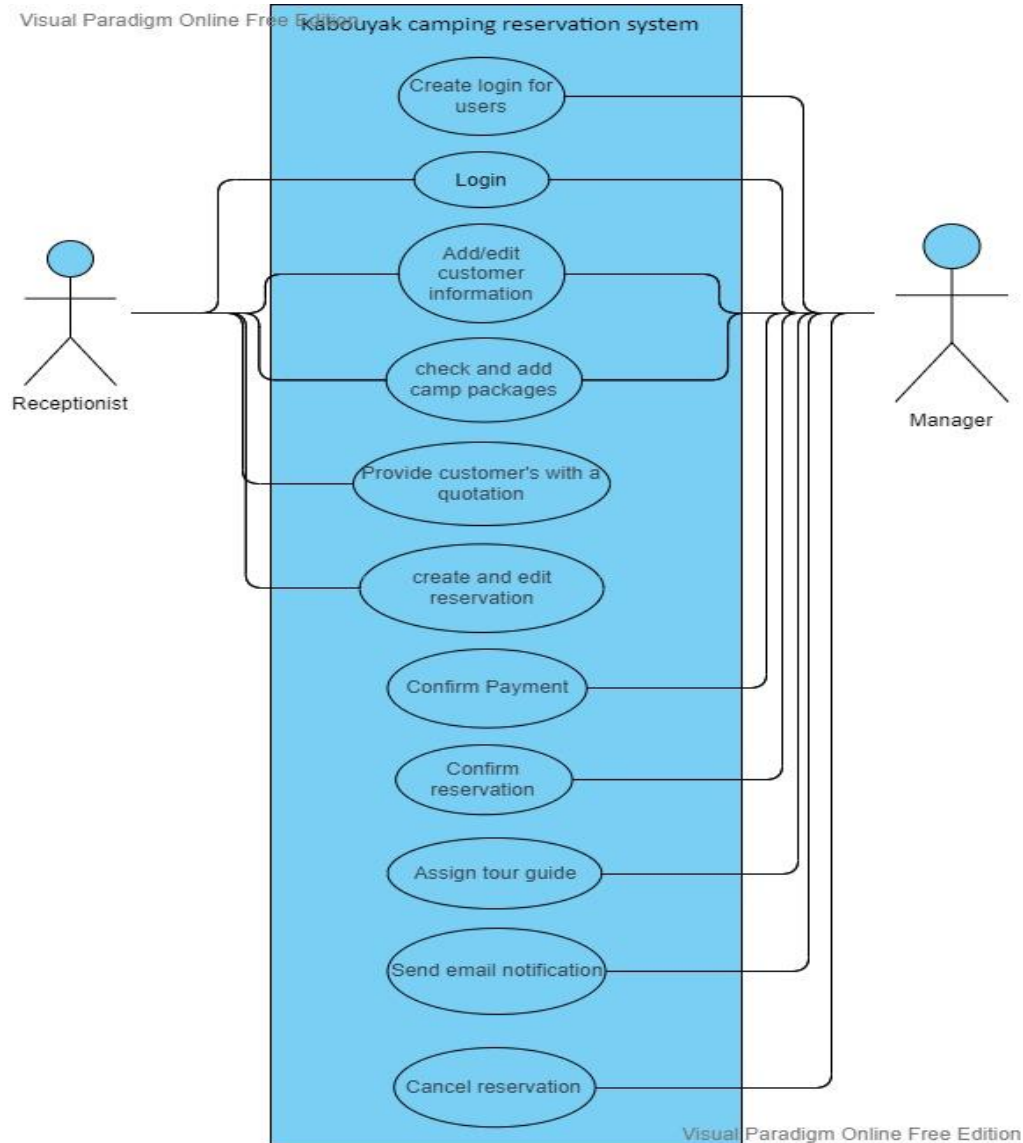 Visual Paradigm Online Free Edition
Kabouyak camping reservation system
Create login for
users
Login
Add/edit
customer
information
check and add
camp packages
Receptionist
Manager
Provide customer's with a
quotation
create and edit
reservation
Confirm Payment
Confirm
reservation
Assign tour guide
Send email notification
Cancel reservation
Visual Paradigm Online Free Edition